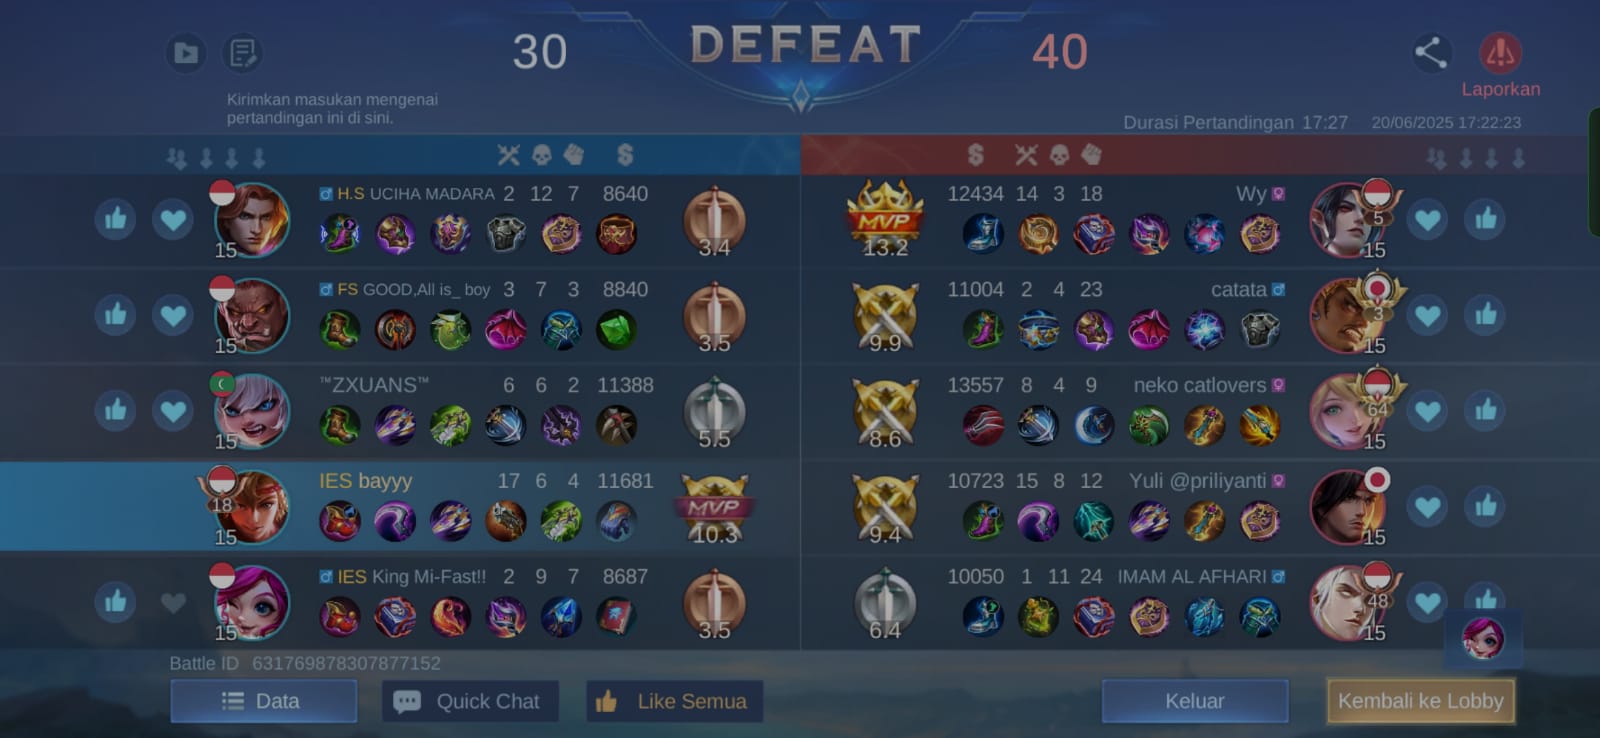 30 DEFEAT 40
Laporkan
Kirimkan masukan mengenai
pertandingan ini di sini.
Durasi Pertandingan 17:27 20/06/2025 17:22:23
15 H.S UCIHA MADARA 2 12 7 8640 3.4
MVP 13.2 12434 14 3 18 Wy 5 15
15 FS GOOD,All is_ boy 3 7 3 8840 3.5
9.9 11004 2 4 23 catata 3 15
15 ™ZXUANS™ 6 6 2 11388 5.5
8.6 13557 8 4 9 neko catlovers 64 15
18 15 IES bayyy 17 6 4 11681 MVP 10.3
9.4 10723 15 8 12 Yuli @priliyanti 15
15 IES King Mi-Fast!! 2 9 7 8687 3.5
6.4 10050 1 11 24 IMAM AL AFHARI 48 15
Battle ID 631769878307877152
Data Quick Chat Like Semua Keluar Kembali ke Lobby